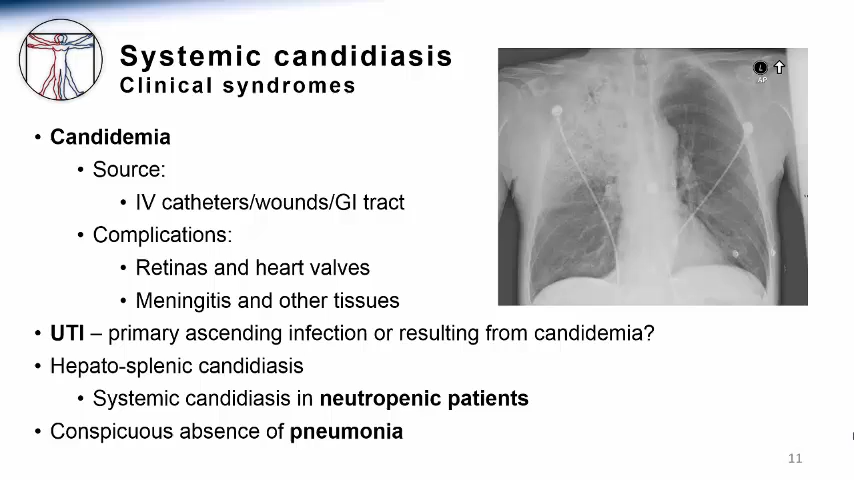 Systemic candidiasis
Clinical syndromes
L
AP
• Candidemia
• Source:
• IV catheters/wounds/GI tract
• Complications:
• Retinas and heart valves
• Meningitis and other tissues
• UTI – primary ascending infection or resulting from candidemia?
• Hepato-splenic candidiasis
• Systemic candidiasis in neutropenic patients
• Conspicuous absence of pneumonia
11